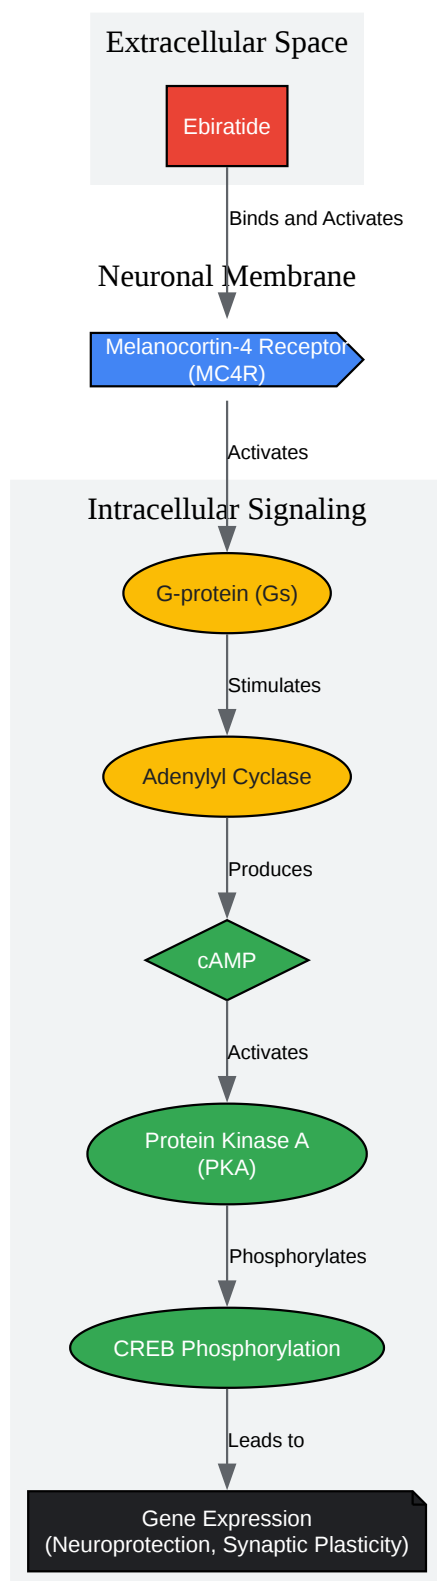 Extracellular Space
Ebiratide
Binds and Activates
Neuronal Membrane
Melanocortin-4 Receptor
(MC4R)
Activates
Intracellular Signaling
G-protein (Gs)
Stimulates
Adenylyl Cyclase
Produces
cAMP
Activates
Protein Kinase A
(PKA)
Phosphorylates
CREB Phosphorylation
Leads to
Gene Expression
(Neuroprotection, Synaptic Plasticity)